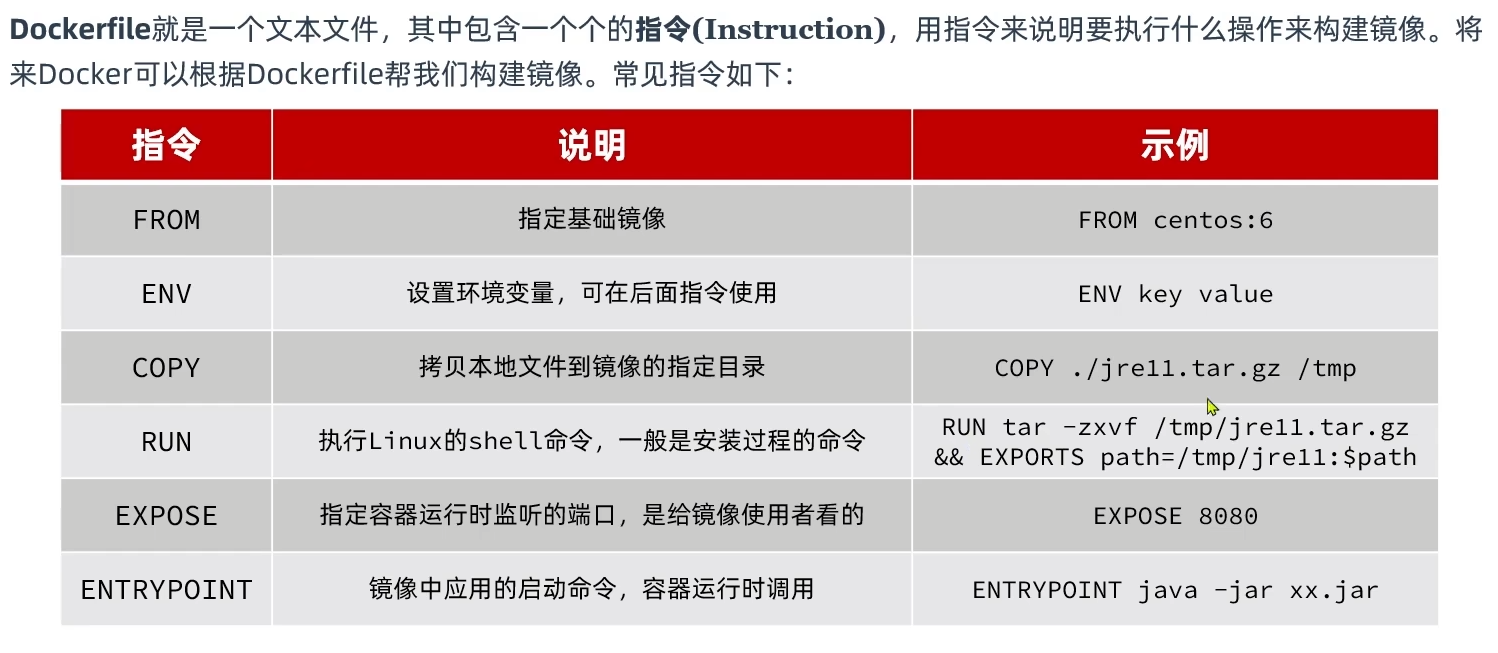 Dockerfile就是一个文本文件，其中包含一个个的指令(Instruction)，用指令来说明要执行什么操作来构建镜像。将
来Docker可以根据Dockerfile帮我们构建镜像。常见指令如下：
指令 说明 示例
FROM 指定基础镜像 FROM centos:6
ENV 设置环境变量，可在后面指令使用 ENV key value
COPY 拷贝本地文件到镜像的指定目录 COPY ./jre11.tar.gz /tmp
RUN 执行Linux的shell命令，一般是安装过程的命令 RUN tar -zxvf /tmp/jre11.tar.gz
&& EXPORTS path=/tmp/jre11:$path
EXPOSE 指定容器运行时监听的端口，是给镜像使用者看的 EXPOSE 8080
ENTRYPOINT 镜像中应用的启动命令，容器运行时调用 ENTRYPOINT java -jar xx.jar